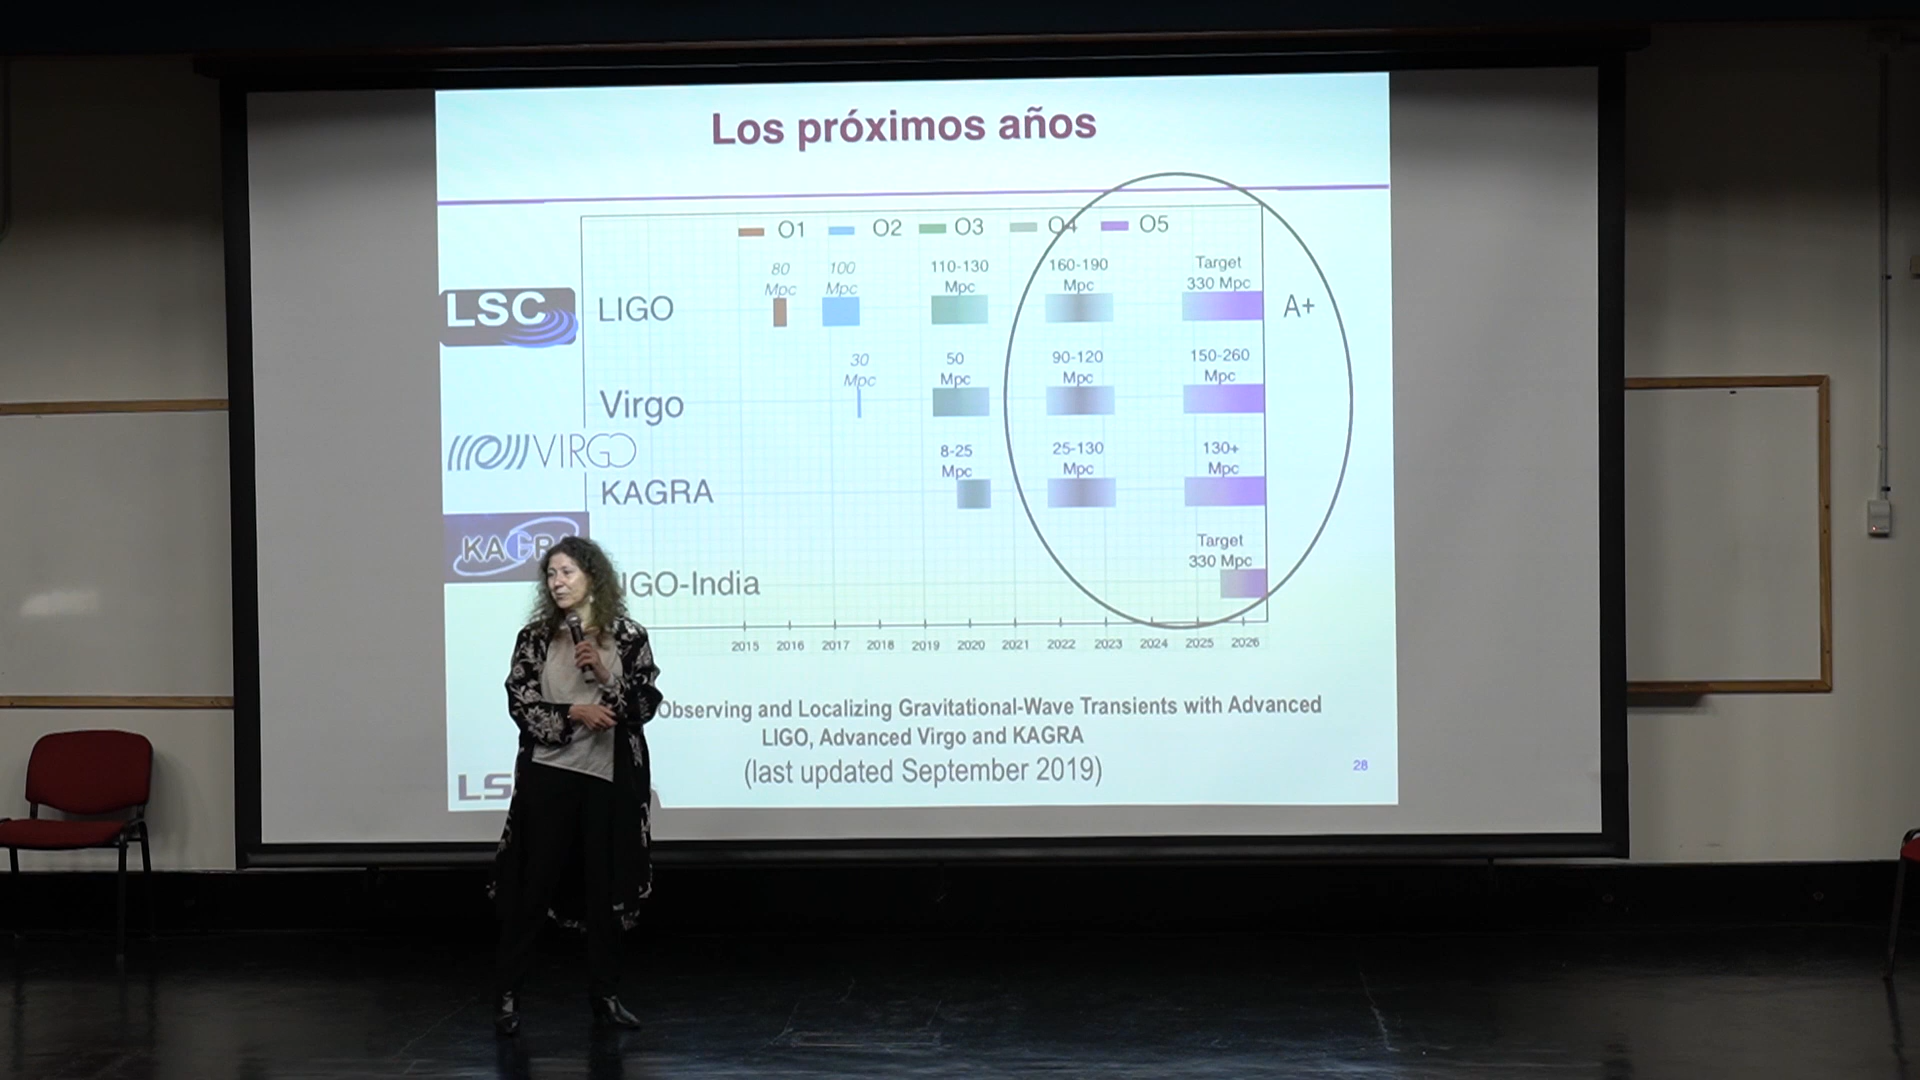 Los próximos años
O1 O2 O3 O4 O5
80 Mpc
100 Mpc
110-130 Mpc
160-190 Mpc
Target 330 Mpc
LSC
LIGO
A+
30 Mpc
50 Mpc
90-120 Mpc
150-260 Mpc
Virgo
VIRGO
8-25 Mpc
25-130 Mpc
130+ Mpc
KAGRA
KAGRA
Target 330 Mpc
IGO-India
2015 2016 2017 2018 2019 2020 2021 2022 2023 2024 2025 2026
Observing and Localizing Gravitational-Wave Transients with Advanced
LIGO, Advanced Virgo and KAGRA
(last updated September 2019)
28
LS